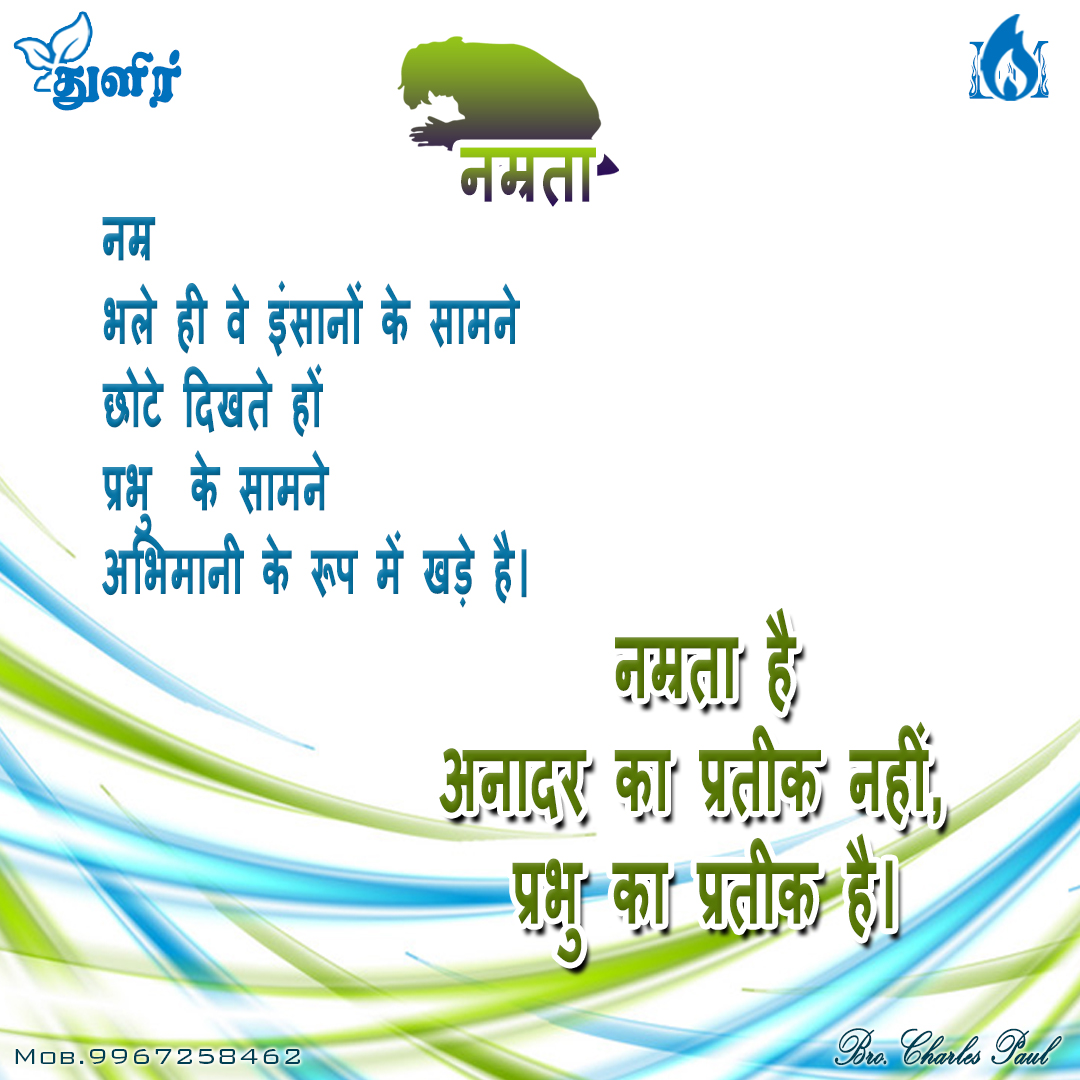 துளிர்
नम्रता
नम्र
भले ही वे इंसानों के सामने
छोटे दिखते हों
प्रभु के सामने
अभिमानी के रूप में खड़े है।
नम्रता है
अनादर का प्रतीक नहीं,
प्रभु का प्रतीक है।
Mob.9967258462
Bro. Charles Paul